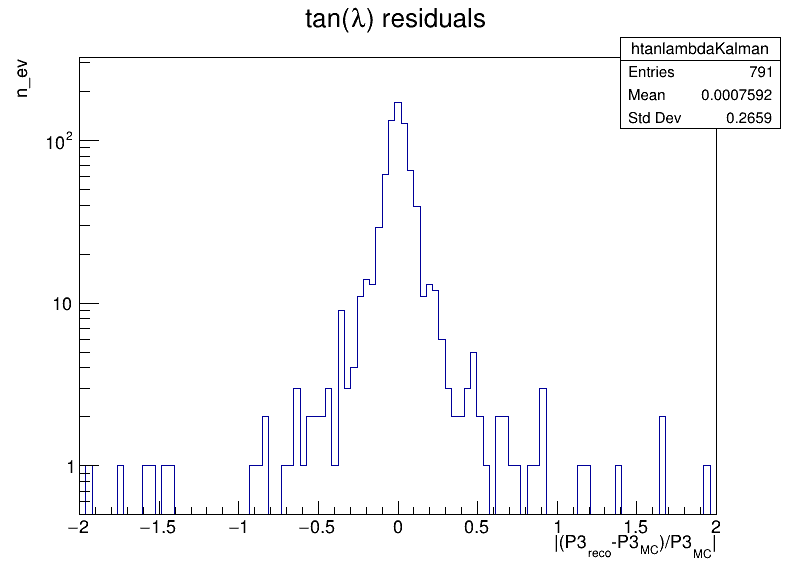 tan(λ) residuals
htanlambdaKalman
Entries 791
Mean 0.0007592
Std Dev 0.2659
n_ev
10²
10
1
−2 −1.5 −1 −0.5 0 0.5 1 1.5 2
|(P3reco-P3MC)/P3MC|